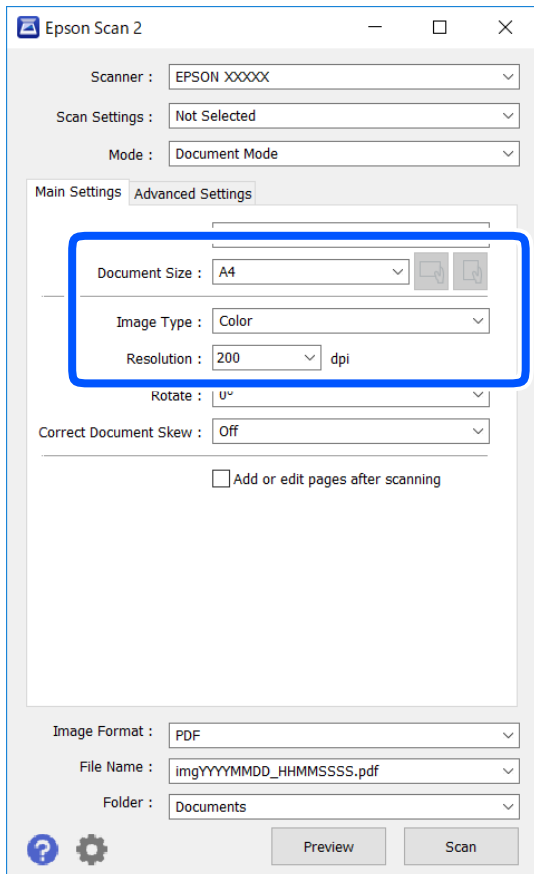 Epson Scan 2
Scanner : EPSON XXXXX
Scan Settings : Not Selected
Mode : Document Mode
Main Settings Advanced Settings
Document Size : A4
Image Type : Color
Resolution : 200 dpi
Rotate : 0°
Correct Document Skew : Off
Add or edit pages after scanning
Image Format : PDF
File Name : imgYYYYMMDD_HHMMSSSS.pdf
Folder : Documents
? Preview Scan